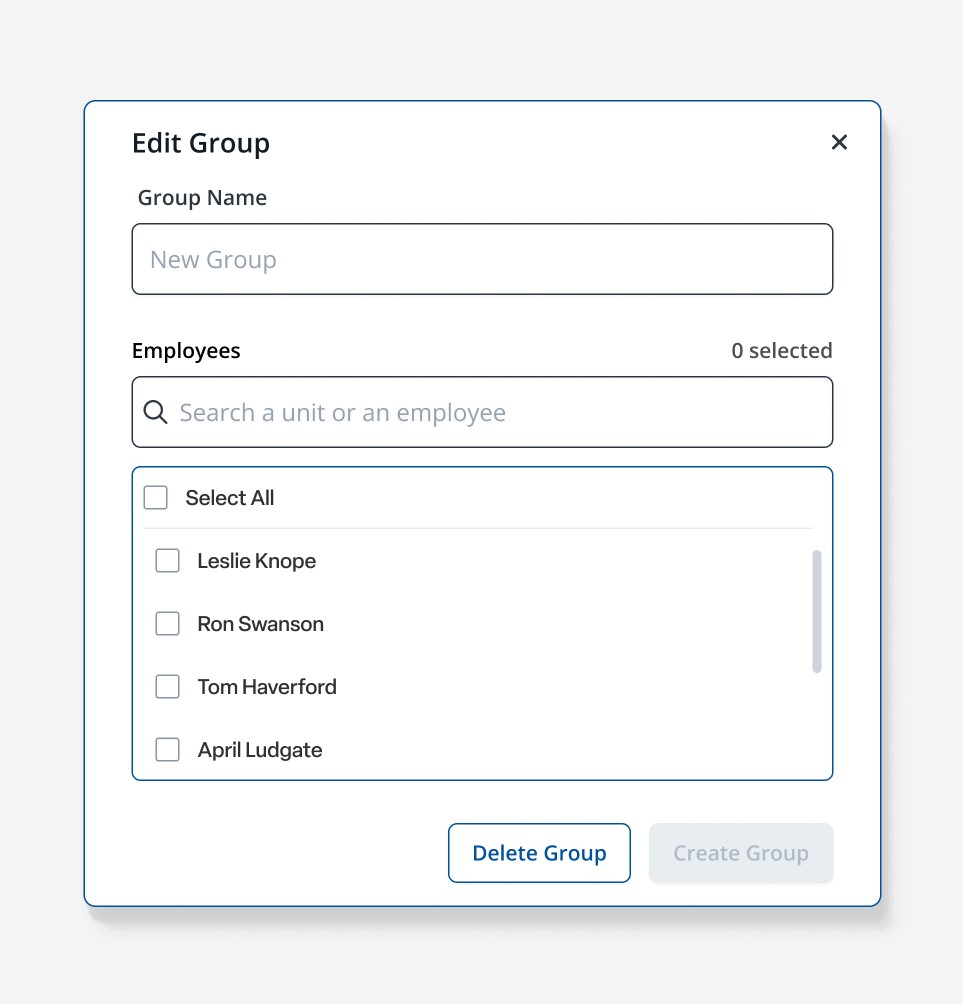 Edit Group
Group Name
New Group
Employees 0 selected
Search a unit or an employee
Select All
Leslie Knope
Ron Swanson
Tom Haverford
April Ludgate
Delete Group Create Group